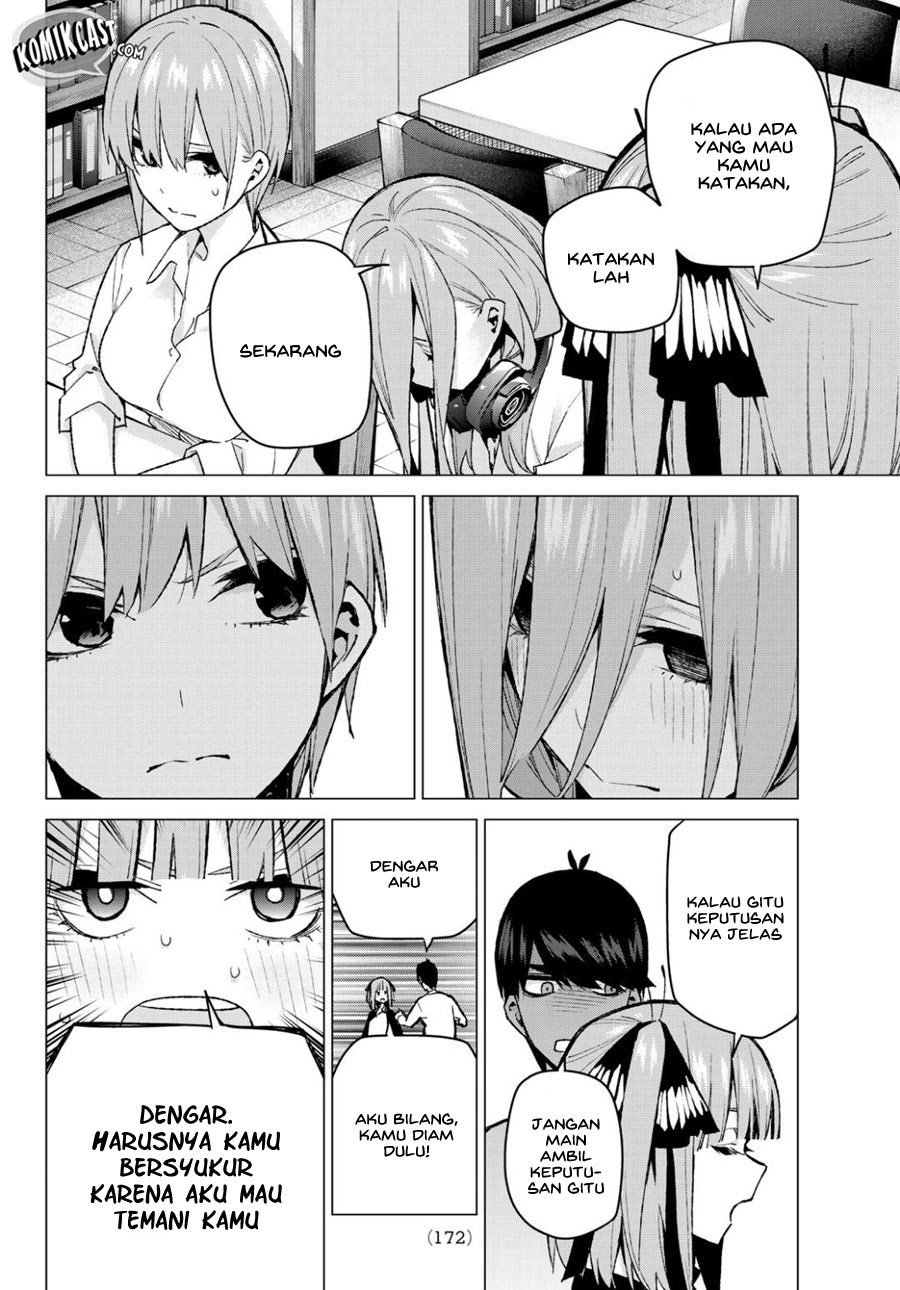 KOMIKCAST
.COM
KALAU ADA
YANG MAU
KAMU
KATAKAN,
KATAKAN
LAH
SEKARANG
KALAU GITU
KEPUTUSAN
NYA JELAS
JANGAN
MAIN
AMBIL
KEPUTU-
SAN GITU
DENGAR
AKU
AKU BILANG,
KAMU DIAM
DULU!
DENGAR.
HARUSNYA KAMU
BERSYUKUR
KARENA AKU MAU
TEMANI KAMU
(172)